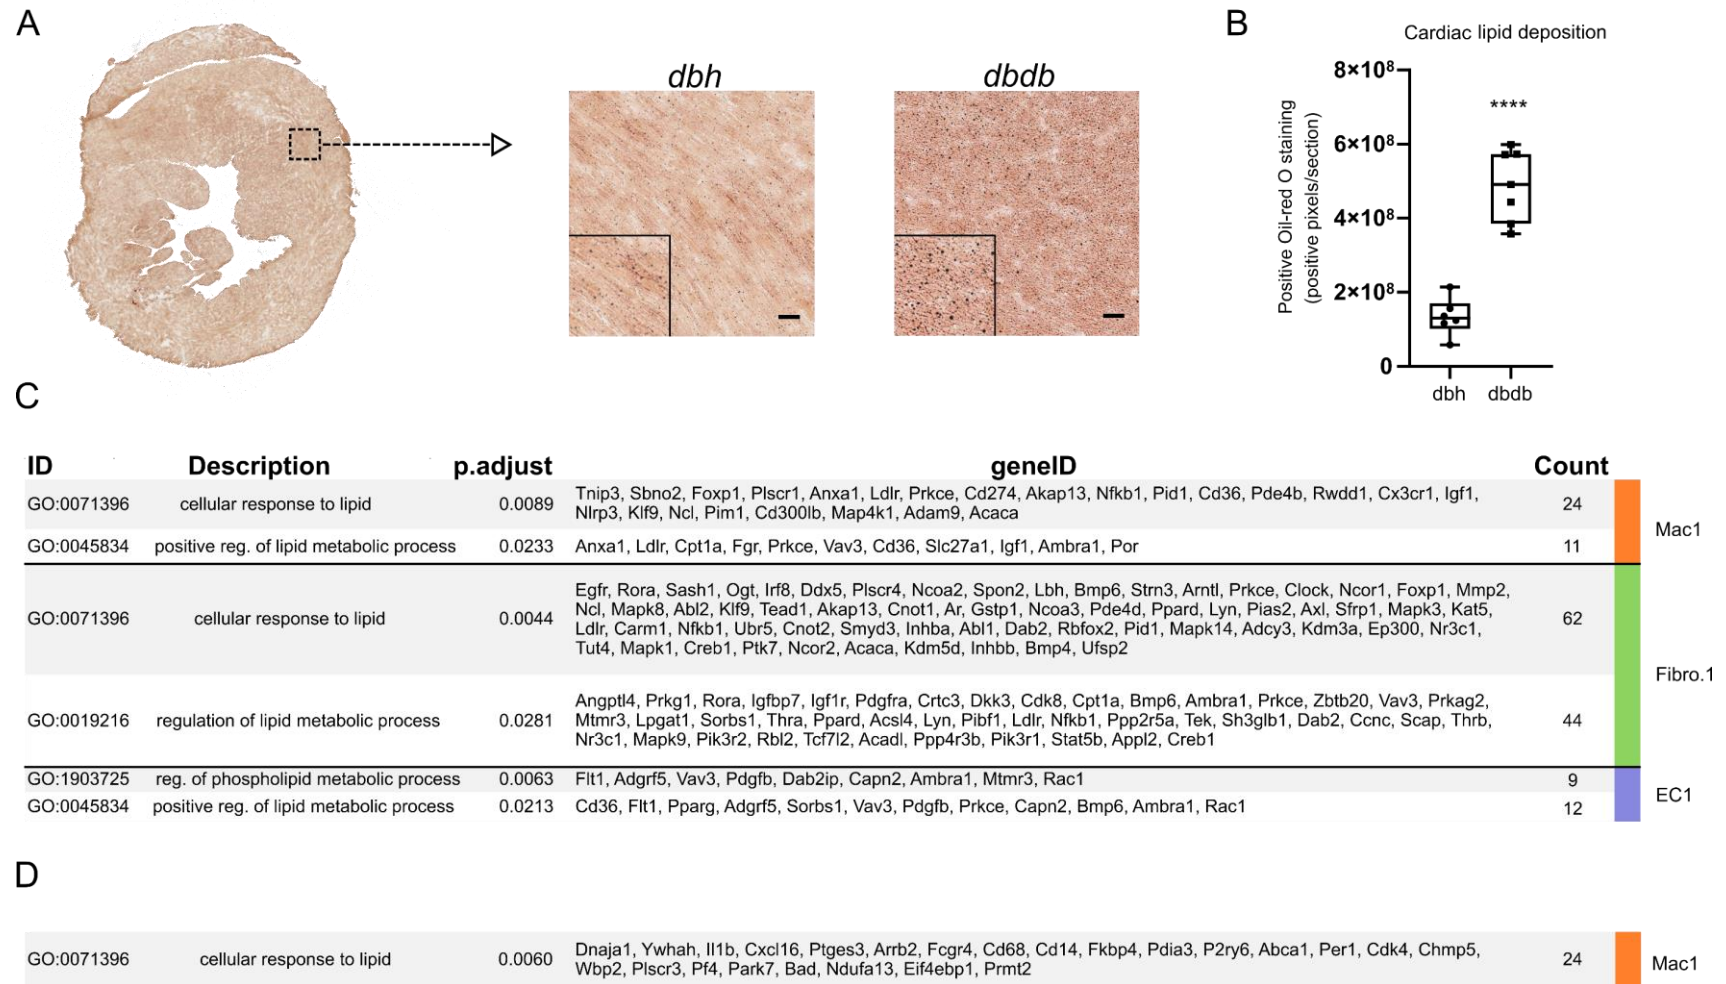 A
dbh
dbdb
B
Cardiac lipid deposition
Positive Oil-red O staining
(positive pixels/section)
8×10⁸
6×10⁸
4×10⁸
2×10⁸
0
****
dbh dbdb
C
ID Description p.adjust geneID Count
GO:0071396 cellular response to lipid 0.0089 Tnip3, Sbno2, Foxp1, Plscr1, Anxa1, Ldlr, Prkce, Cd274, Akap13, Nfkb1, Pid1, Cd36, Pde4b, Rwdd1, Cx3cr1, Igf1, 24
Nlrp3, Klf9, Ncl, Pim1, Cd300lb, Map4k1, Adam9, Acaca
Mac1
GO:0045834 positive reg. of lipid metabolic process 0.0233 Anxa1, Ldlr, Cpt1a, Fgr, Prkce, Vav3, Cd36, Slc27a1, Igf1, Ambra1, Por 11
Egfr, Rora, Sash1, Ogt, Irf8, Ddx5, Plscr4, Ncoa2, Spon2, Lbh, Bmp6, Strn3, Arntl, Prkce, Clock, Ncor1, Foxp1, Mmp2,
Ncl, Mapk8, Abl2, Klf9, Tead1, Akap13, Cnot1, Ar, Gstp1, Ncoa3, Pde4d, Ppard, Lyn, Pias2, Axl, Sfrp1, Mapk3, Kat5,
GO:0071396 cellular response to lipid 0.0044 Ldlr, Carm1, Nfkb1, Ubr5, Cnot2, Smyd3, Inhba, Abl1, Dab2, Rbfox2, Pid1, Mapk14, Adcy3, Kdm3a, Ep300, Nr3c1, 62
Tut4, Mapk1, Creb1, Ptk7, Ncor2, Acaca, Kdm5d, Inhbb, Bmp4, Ufsp2
Fibro.1
Angptl4, Prkg1, Rora, Igfbp7, Igf1r, Pdgfra, Crtc3, Dkk3, Cdk8, Cpt1a, Bmp6, Ambra1, Prkce, Zbtb20, Vav3, Prkag2,
GO:0019216 regulation of lipid metabolic process 0.0281 Mtmr3, Lpgat1, Sorbs1, Thra, Ppard, Acsl4, Lyn, Pibf1, Ldlr, Nfkb1, Ppp2r5a, Tek, Sh3glb1, Dab2, Ccnc, Scap, Thrb, 44
Nr3c1, Mapk9, Pik3r2, Rbl2, Tcf7l2, Acadl, Ppp4r3b, Pik3r1, Stat5b, Appl2, Creb1
GO:1903725 reg. of phospholipid metabolic process 0.0063 Flt1, Adgrf5, Vav3, Pdgfb, Dab2ip, Capn2, Ambra1, Mtmr3, Rac1 9
EC1
GO:0045834 positive reg. of lipid metabolic process 0.0213 Cd36, Flt1, Pparg, Adgrf5, Sorbs1, Vav3, Pdgfb, Prkce, Capn2, Bmp6, Ambra1, Rac1 12
D
GO:0071396 cellular response to lipid 0.0060 Dnaja1, Ywhah, Il1b, Cxcl16, Ptges3, Arrb2, Fcgr4, Cd68, Cd14, Fkbp4, Pdia3, P2ry6, Abca1, Per1, Cdk4, Chmp5, 24
Wbp2, Plscr3, Pf4, Park7, Bad, Ndufa13, Eif4ebp1, Prmt2
Mac1